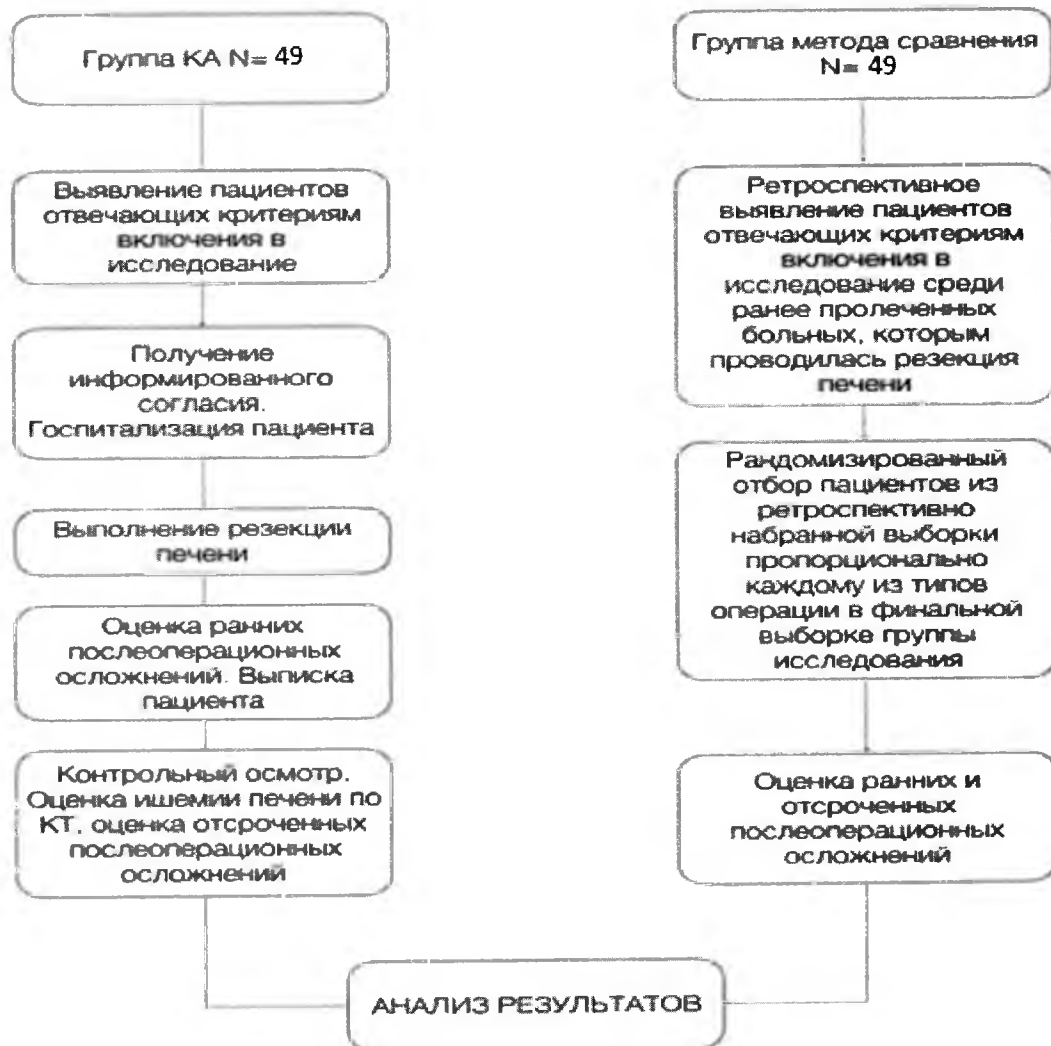 Группа КА N= 49
Выявление пациентов
отвечающих критериям
включения в
исследование
Получение
информированного
согласия.
Госпитализация пациента
Выполнение резекции
печени
Оценка ранних
послеоперационных
осложнений. Выписка
пациента
Контрольный осмотр.
Оценка ишемии печени по
КТ, оценка отсроченных
послеоперационных
осложнений
Группа метода сравнения
N= 49
Ретроспективное
выявление пациентов
отвечающих критериям
включения в
исследование среди
ранее пролеченных
больных, которым
проводилась резекция
печени
Рандомизированный
отбор пациентов из
ретроспективно
набранной выборки
пропорционально
каждому из типов
операции в финальной
выборке группы
исследования
Оценка ранних и
отсроченных
послеоперационных
осложнений
АНАЛИЗ РЕЗУЛЬТАТОВ